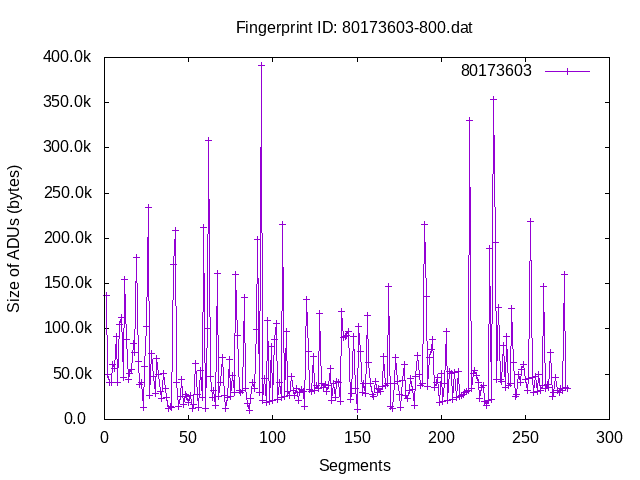 Fingerprint ID: 80173603-800.dat
400.0k
80173603
350.0k
300.0k
250.0k
200.0k
150.0k
100.0k
50.0k
0.0
Size of ADUs (bytes)
0 50 100 150 200 250 300
Segments